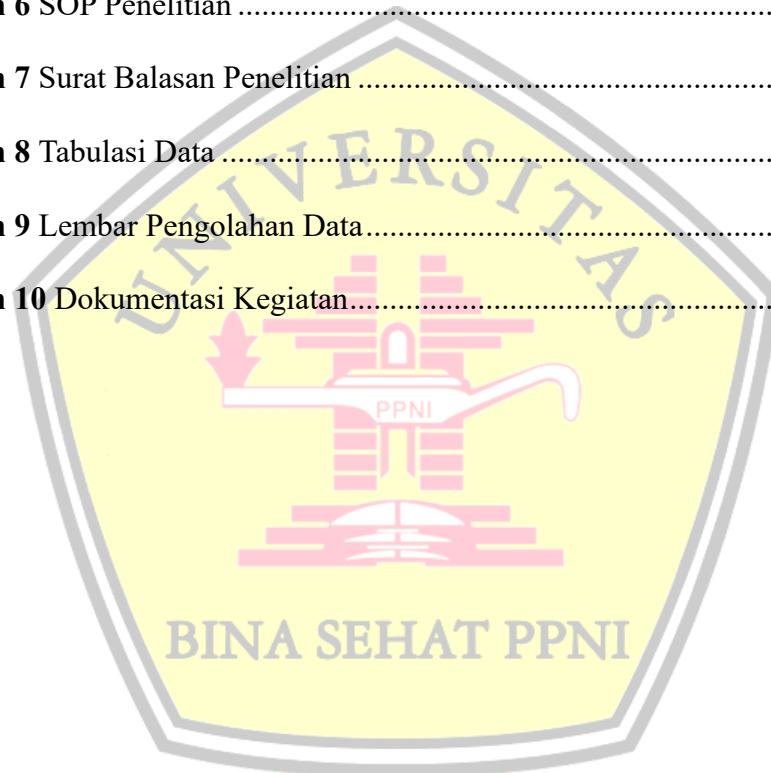 n 6 SOP Penelitian ....................................................................
n 7 Surat Balasan Penelitian .....................................................
n 8 Tabulasi Data ......................................................................
n 9 Lembar Pengolahan Data...................................................
n 10 Dokumentasi Kegiatan.....................................................
UNIVERSITAS
PPNI
BINA SEHAT PPNI